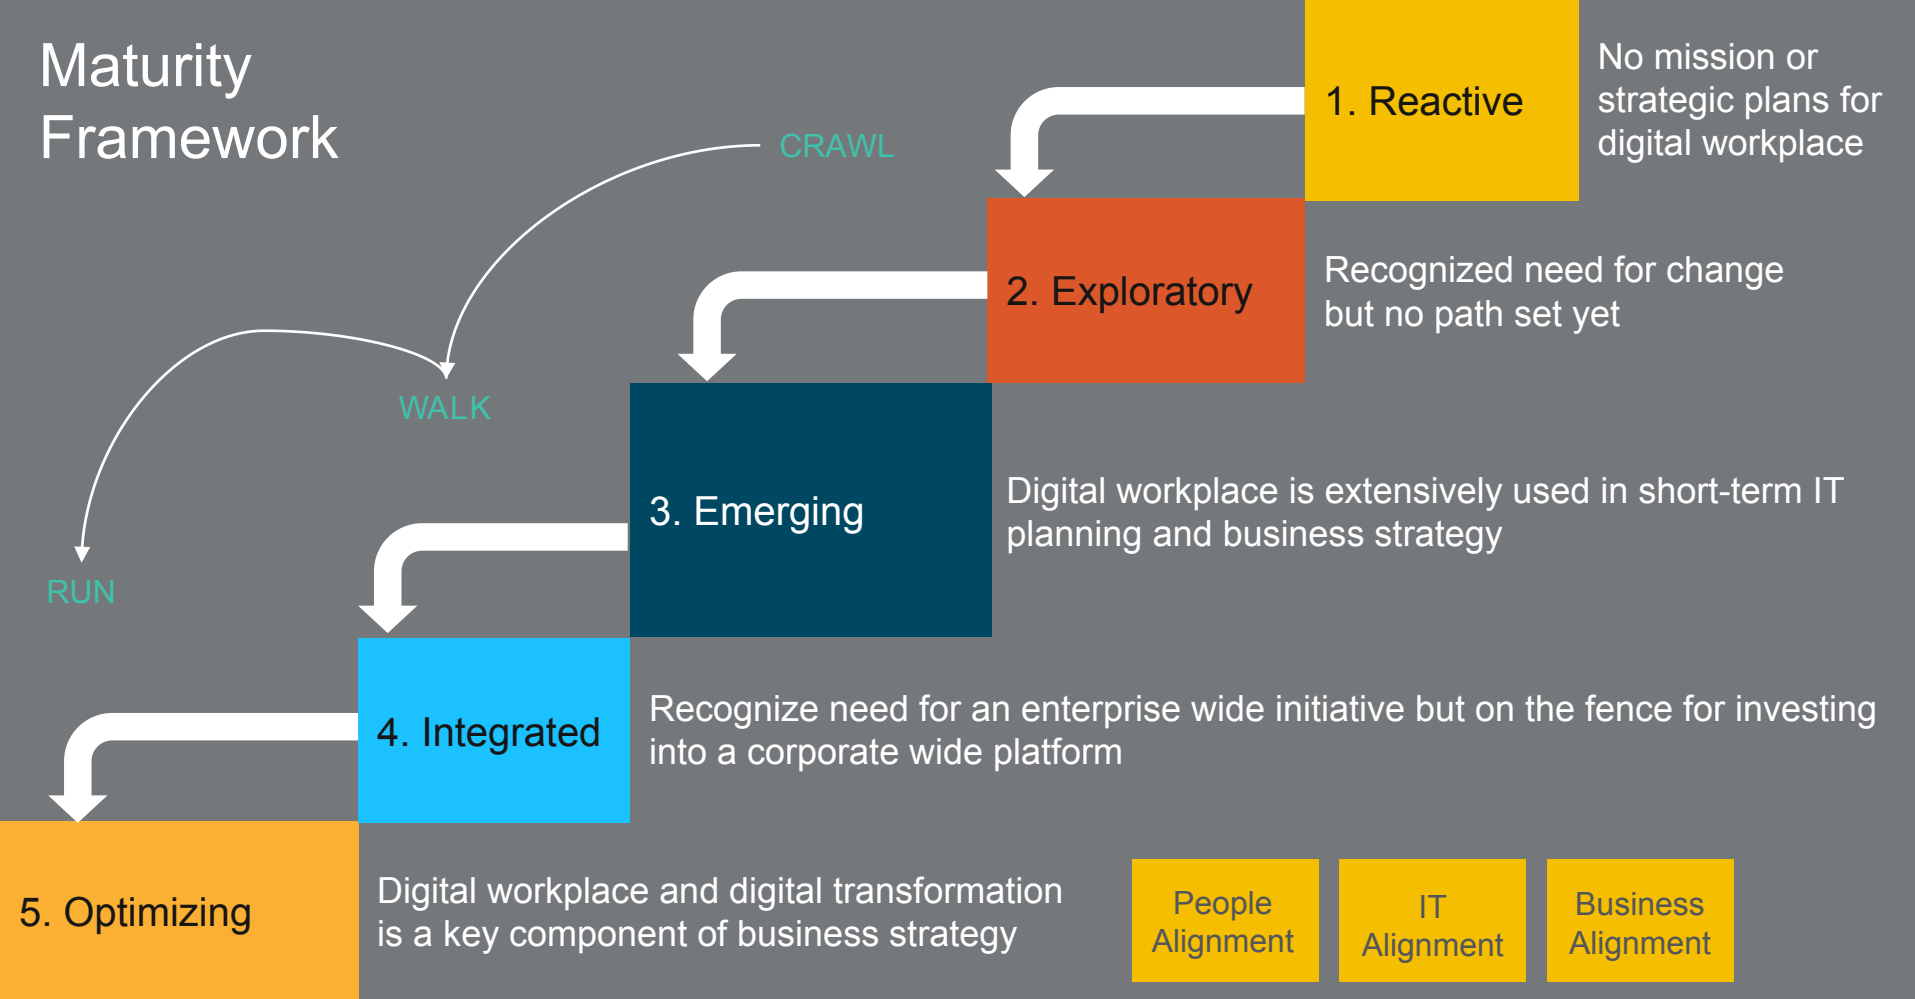 Maturity
Framework
1. Reactive
No mission or
strategic plans for
digital workplace
CRAWL
2. Exploratory
Recognized need for change
but no path set yet
WALK
3. Emerging
Digital workplace is extensively used in short-term IT
planning and business strategy
RUN
4. Integrated
Recognize need for an enterprise wide initiative but on the fence for investing
into a corporate wide platform
5. Optimizing
Digital workplace and digital transformation
is a key component of business strategy
People
Alignment
IT
Alignment
Business
Alignment